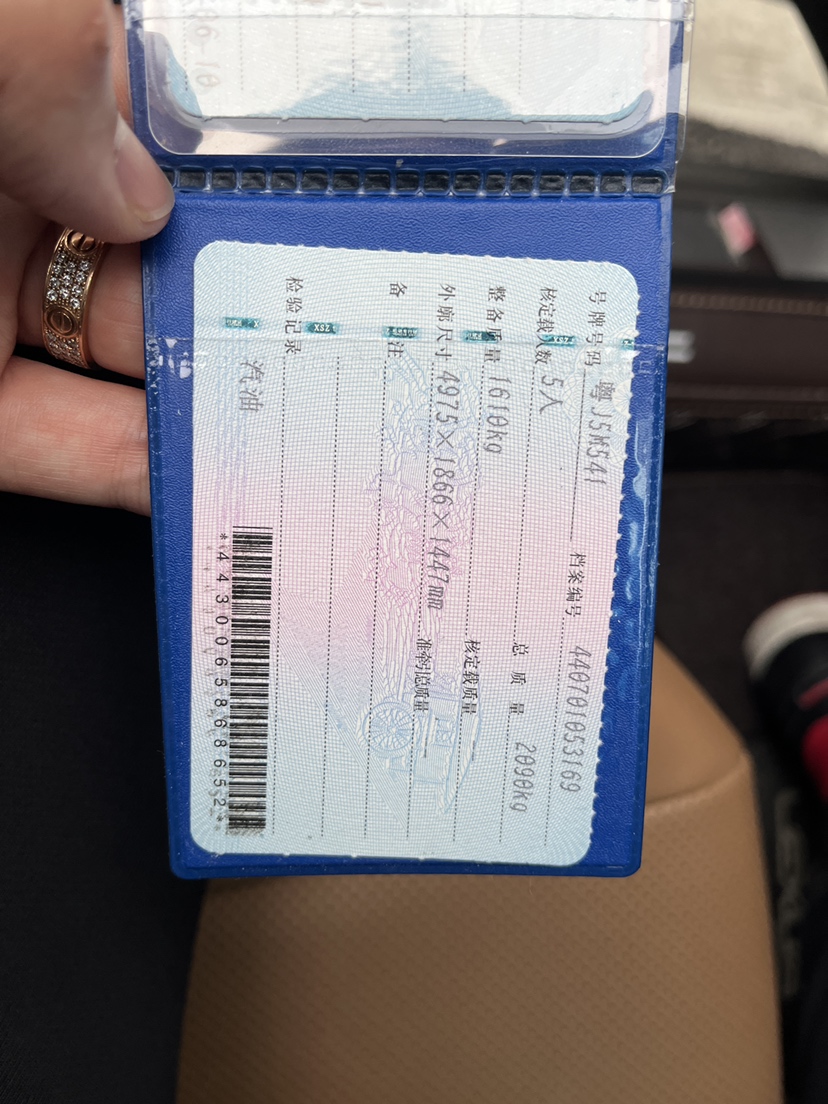 号牌号码 粤J5W541 档案编号 440701053169
核定载人数 5人 总质量 2090kg
整备质量 1610kg 核定载质量
外廓尺寸 4975×1866×1447mm 准牵引总质量
备注
检验记录
汽油
*4430065868652*